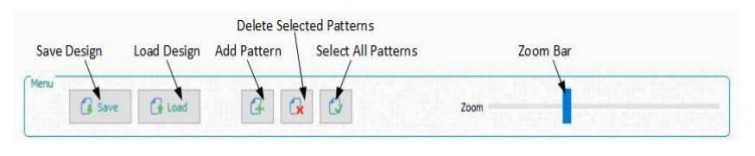 Delete Selected Patterns
Save Design Load Design Add Pattern Select All Patterns Zoom Bar
Menu
Save Load Zoom